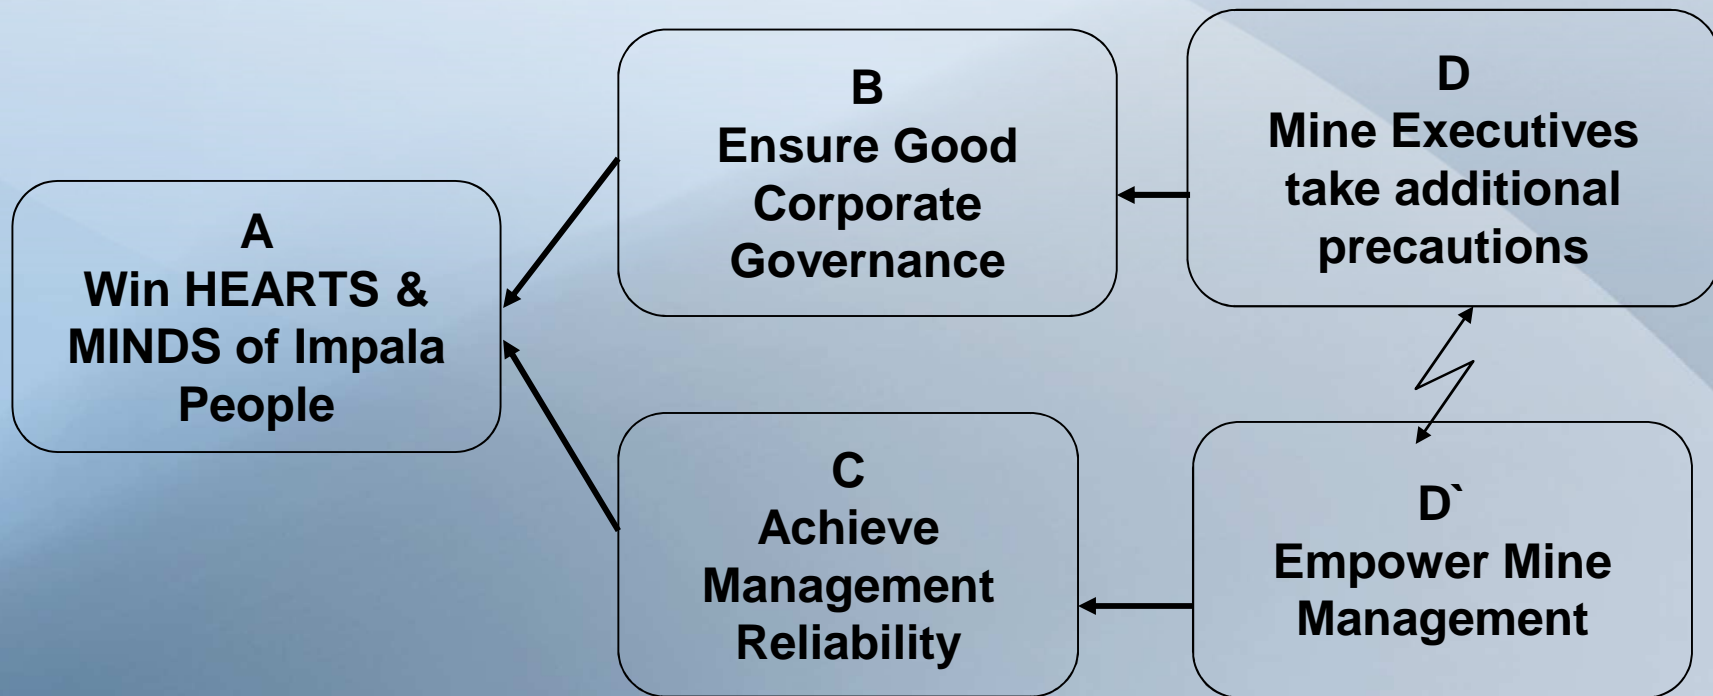 A
Win HEARTS &
MINDS of Impala
People
B
Ensure Good
Corporate
Governance
C
Achieve
Management
Reliability
D
Mine Executives
take additional
precautions
D`
Empower Mine
Management